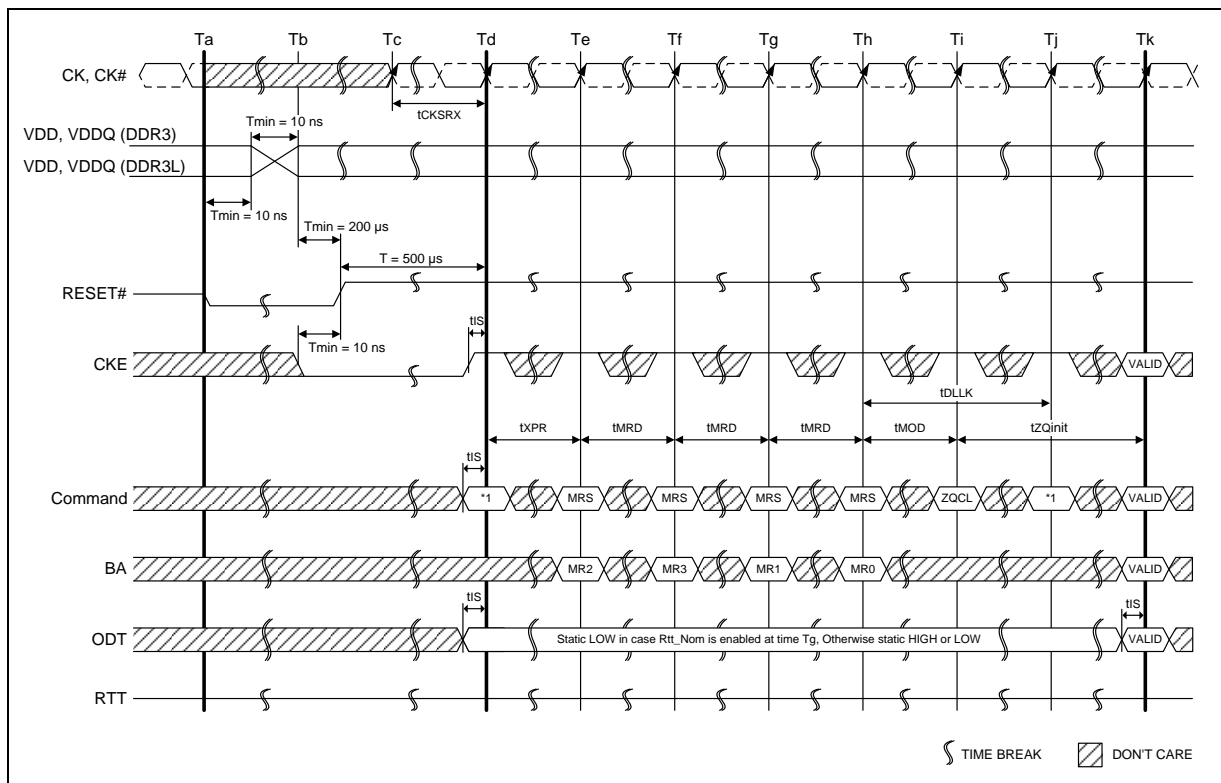 Ta Tb Tc Td Te Tf Tg Th Ti Tj Tk
CK, CK#
tCKSRX
Tmin = 10 ns
VDD, VDDQ (DDR3)
VDD, VDDQ (DDR3L)
Tmin = 10 ns
Tmin = 200 µs
T = 500 µs
RESET#
Tmin = 10 ns
tIS
CKE
VALID
tDLLK
tXPR tMRD tMRD tMRD tMOD tZQinit
tIS
Command *1 MRS MRS MRS MRS ZQCL *1 VALID
BA MR2 MR3 MR1 MR0 VALID
tIS tIS
ODT Static LOW in case Rtt_Nom is enabled at time Tg, Otherwise static HIGH or LOW VALID
RTT
TIME BREAK DON'T CARE